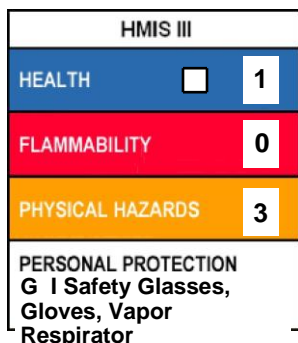 HMIS III
HEALTH 1
FLAMMABILITY 0
PHYSICAL HAZARDS 3
PERSONAL PROTECTION
G I Safety Glasses,
Gloves, Vapor
Respirator